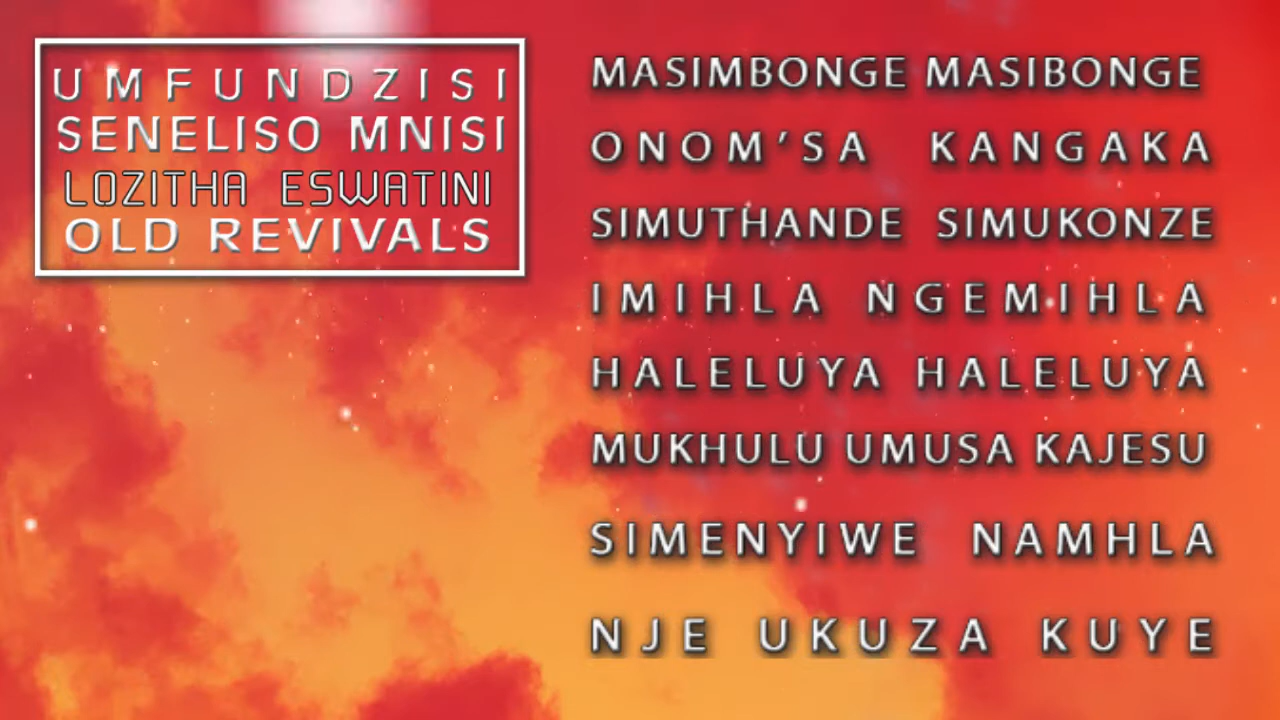 UMFUNDZISI
SENELISO MNISI
LOZITHA ESWATINI
OLD REVIVALS
MASIMBONGE MASIBONGE
ONOM'SA KANGAKA
SIMUTHANDE SIMUKONZE
IMIHLA NGEMIHLA
HALELUYA HALELUYA
MUKHULU UMUSA KAJESU
SIMENYIWE NAMHLA
NJE UKUZA KUYE